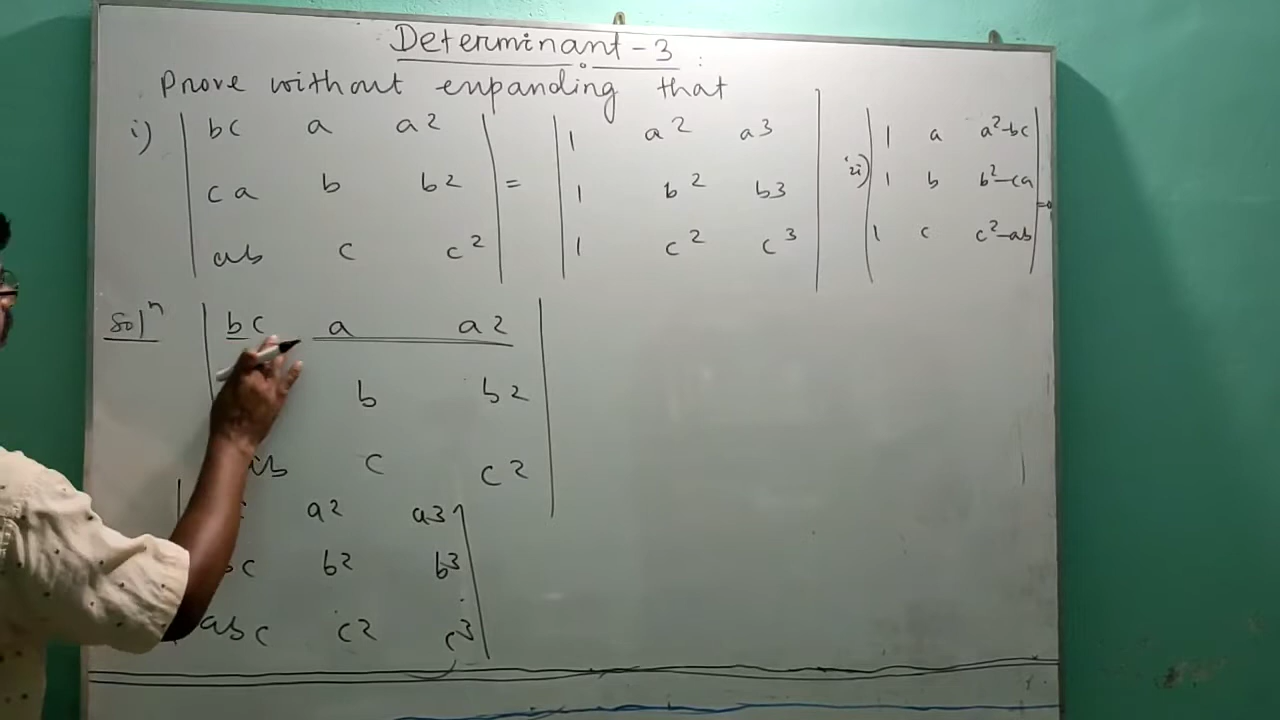 Determinant - 3 :
Prove without enpanding that
i) | bc a a2 | = | 1 a2 a3 | ii) | 1 a a2-bc |
| ca b b2 | = | 1 b2 b3 | | 1 b b2-ca | =0
| ab c c2 | | 1 c2 c3 | | 1 c c2-ab |
Soln | bc a a2 |
b b2
c c2
a2 a3
b2 b3
abc c2 c3